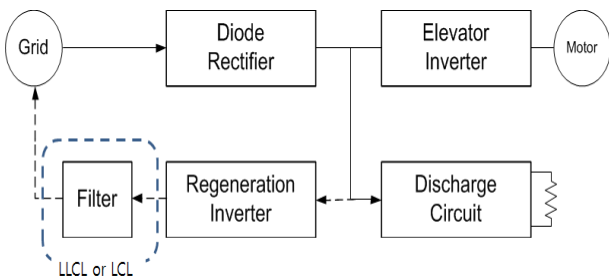 Grid
Diode
Rectifier
Elevator
Inverter
Motor
Filter
Regeneration
Inverter
Discharge
Circuit
LLCL or LCL